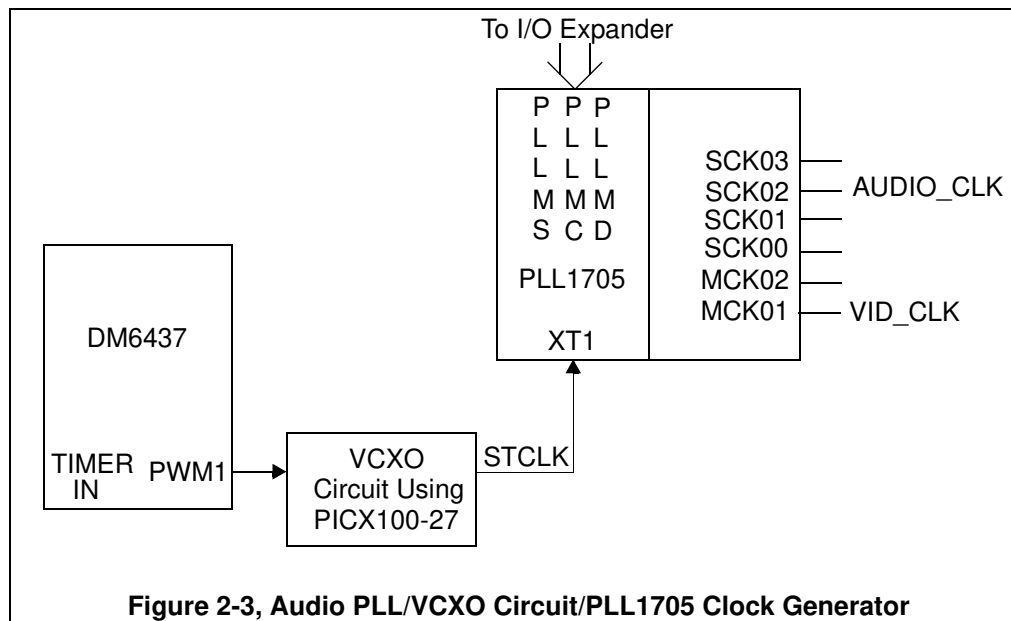 To I/O Expander
P P P
L L L
L L L
M M M
S C D
PLL1705
XT1
SCK03
SCK02
SCK01
SCK00
MCK02
MCK01
AUDIO_CLK
VID_CLK
DM6437
TIMER
IN
PWM1
VCXO
Circuit Using
PICX100-27
STCLK
Figure 2-3, Audio PLL/VCXO Circuit/PLL1705 Clock Generator